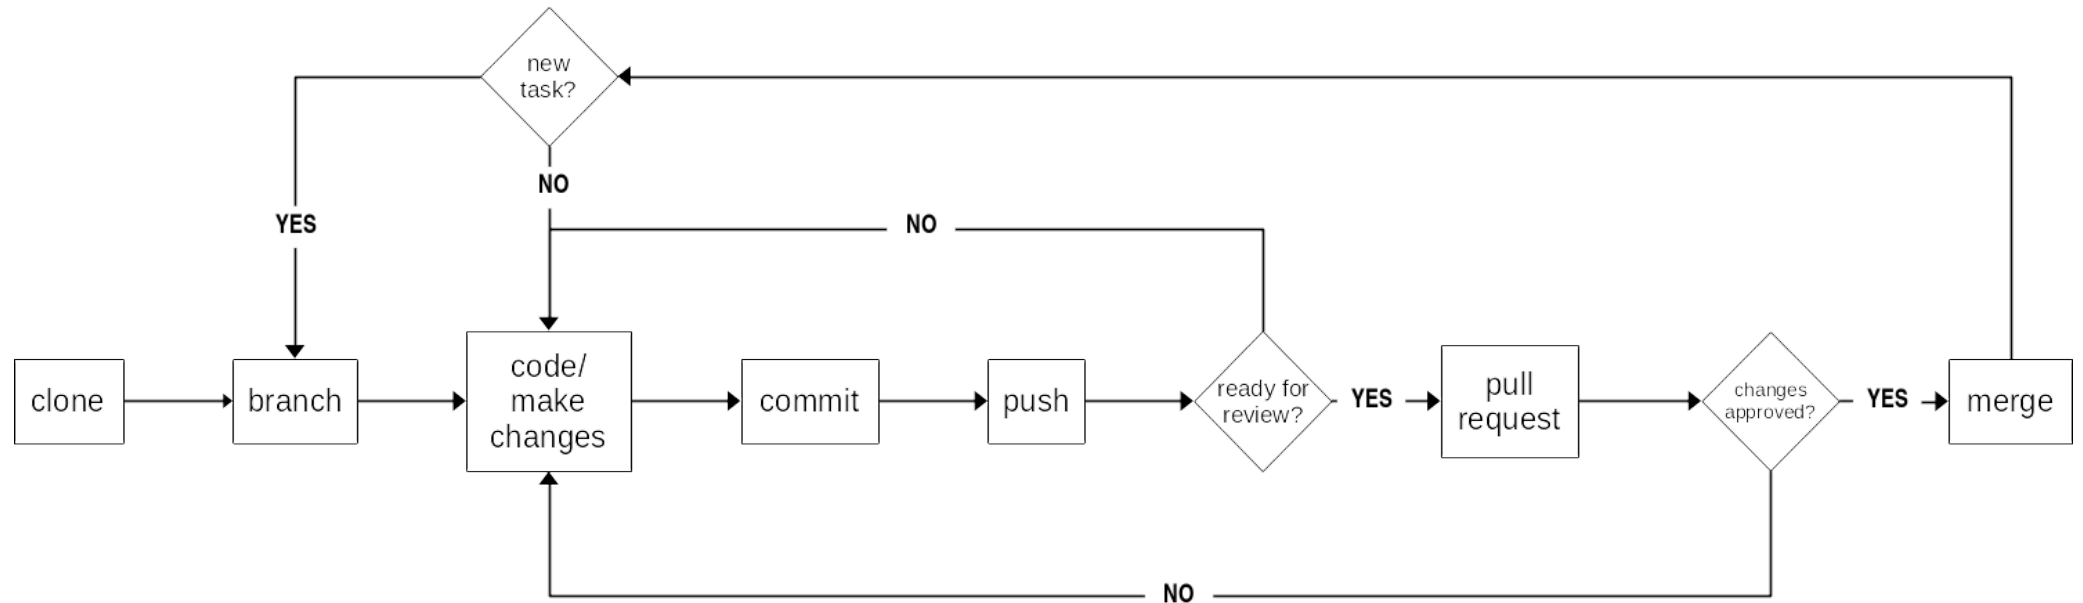 new
task?
NO
YES
NO
clone
branch
code/
make
changes
commit
push
ready for
review?
YES
pull
request
changes
approved?
YES
merge
NO